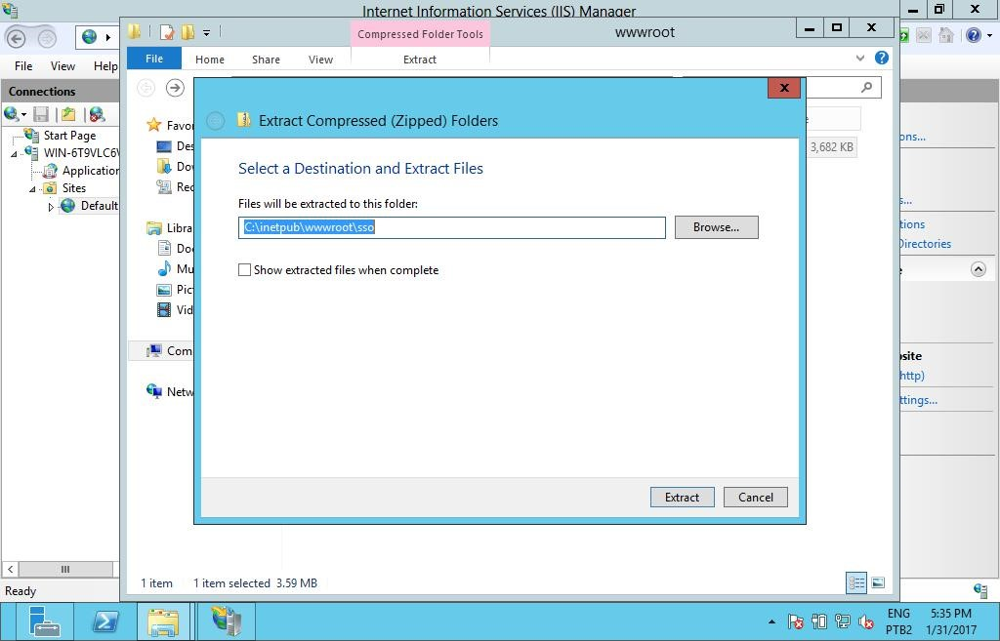 Internet Information Services (IIS) Manager
Compressed Folder Tools
wwwroot
File
Home
Share
View
Extract
File
View
Help
Connections
Start Page
WIN-6T9VLC6
Application
Sites
Default
Favor
Des
Rec
Libra
Mu
Pic
Vid
Com
Netw
Extract Compressed (Zipped) Folders
Select a Destination and Extract Files
Files will be extracted to this folder:
C:\inetpub\wwwroot\sso
Browse...
Show extracted files when complete
Extract
Cancel
3,682 KB
ons...
s...
tions
Directories
site
http)
ttings...
1 item
1 item selected 3.59 MB
Ready
ENG
5:35 PM
PTB2
1/31/2017